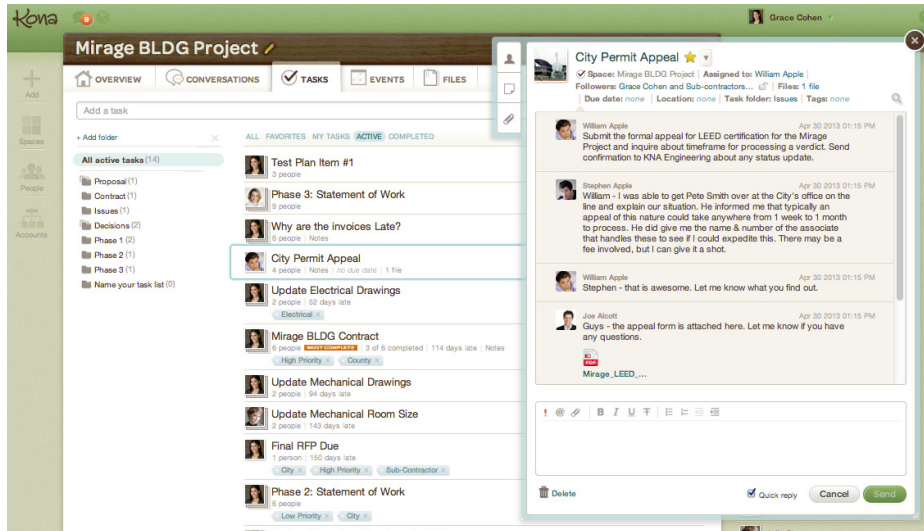 Kona
9
Grace Cohen
Mirage BLDG Project
OVERVIEW
CONVERSATIONS
TASKS
EVENTS
FILES
Add
Spaces
People
Accounts
Add a task
+ Add folder
All active tasks (14)
Proposal (1)
Contract (1)
Issues (1)
Decisions (2)
Phase 1 (2)
Phase 2 (1)
Phase 3 (1)
Name your task list (0)
ALL FAVORITES MY TASKS ACTIVE COMPLETED
Test Plan Item #1
3 people
Phase 3: Statement of Work
9 people
Why are the invoices Late?
6 people | Notes
City Permit Appeal
4 people | Notes | no due date | 1 file
Update Electrical Drawings
2 people | 52 days late
Electrical ×
Mirage BLDG Contract
6 people MUST COMPLETE | 3 of 6 completed | 114 days late | Notes
High Priority × County ×
Update Mechanical Drawings
2 people | 94 days late
Update Mechanical Room Size
2 people | 143 days late
Final RFP Due
1 person | 150 days late
City × High Priority × Sub-Contractor ×
Phase 2: Statement of Work
6 people
Low Priority × City ×
City Permit Appeal
Space: Mirage BLDG Project | Assigned to: William Apple |
Followers: Grace Cohen and Sub-contractors... | Files: 1 file
| Due date: none | Location: none | Task folder: Issues | Tags: none
William Apple Apr 30 2013 01:15 PM
Submit the formal appeal for LEED certification for the Mirage
Project and inquire about timeframe for processing a verdict. Send
confirmation to KNA Engineering about any status update.
Stephen Apple Apr 30 2013 01:15 PM
William - I was able to get Pete Smith over at the City's office on
the line and explain our situation. He informed me that typically an
appeal of this nature could take anywhere from 1 week to 1 month
to process. He did give me the name & number of the associate
that handles these to see if I could expedite this. There may be a
fee involved, but I can give it a shot.
William Apple Apr 30 2013 01:15 PM
Stephen - that is awesome. Let me know what you find out.
Joe Alcott Apr 30 2013 01:15 PM
Guys - the appeal form is attached here. Let me know if you have
any questions.
PDF
Mirage_LEED_...
! @ B I U T
Delete
Quick reply
Cancel
Send